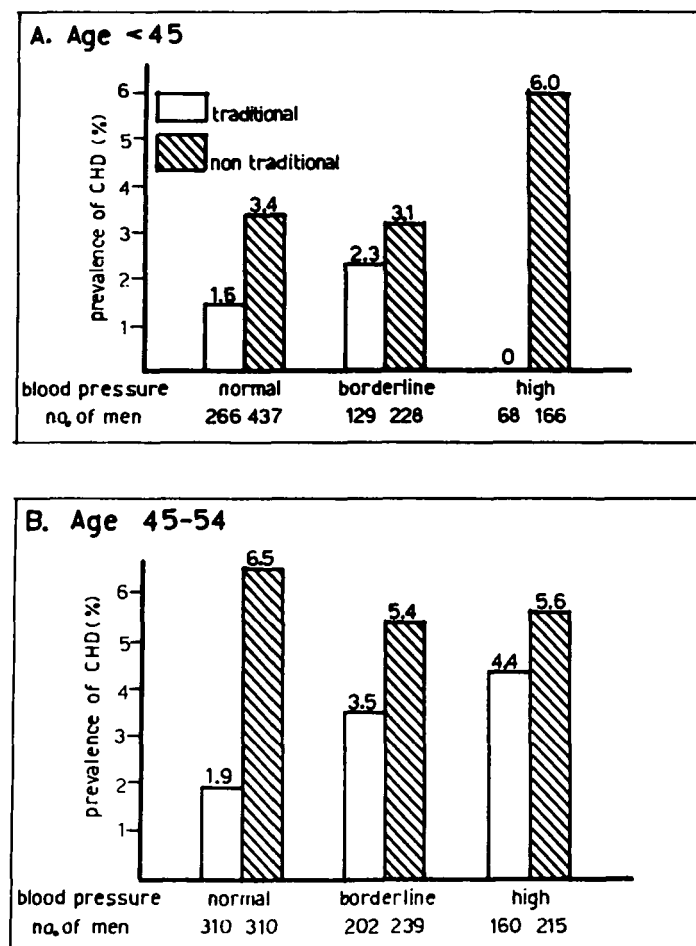 A. Age <45
prevalence of CHD (%)
6
5
4
3
2
1
traditional
non traditional
1.5
3.4
2.3
3.1
0
6.0
blood pressure normal borderline high
no. of men 266 437 129 228 68 166
B. Age 45-54
prevalence of CHD (%)
6
5
4
3
2
1
1.9
6.5
3.5
5.4
4.4
5.6
blood pressure normal borderline high
no. of men 310 310 202 239 160 215